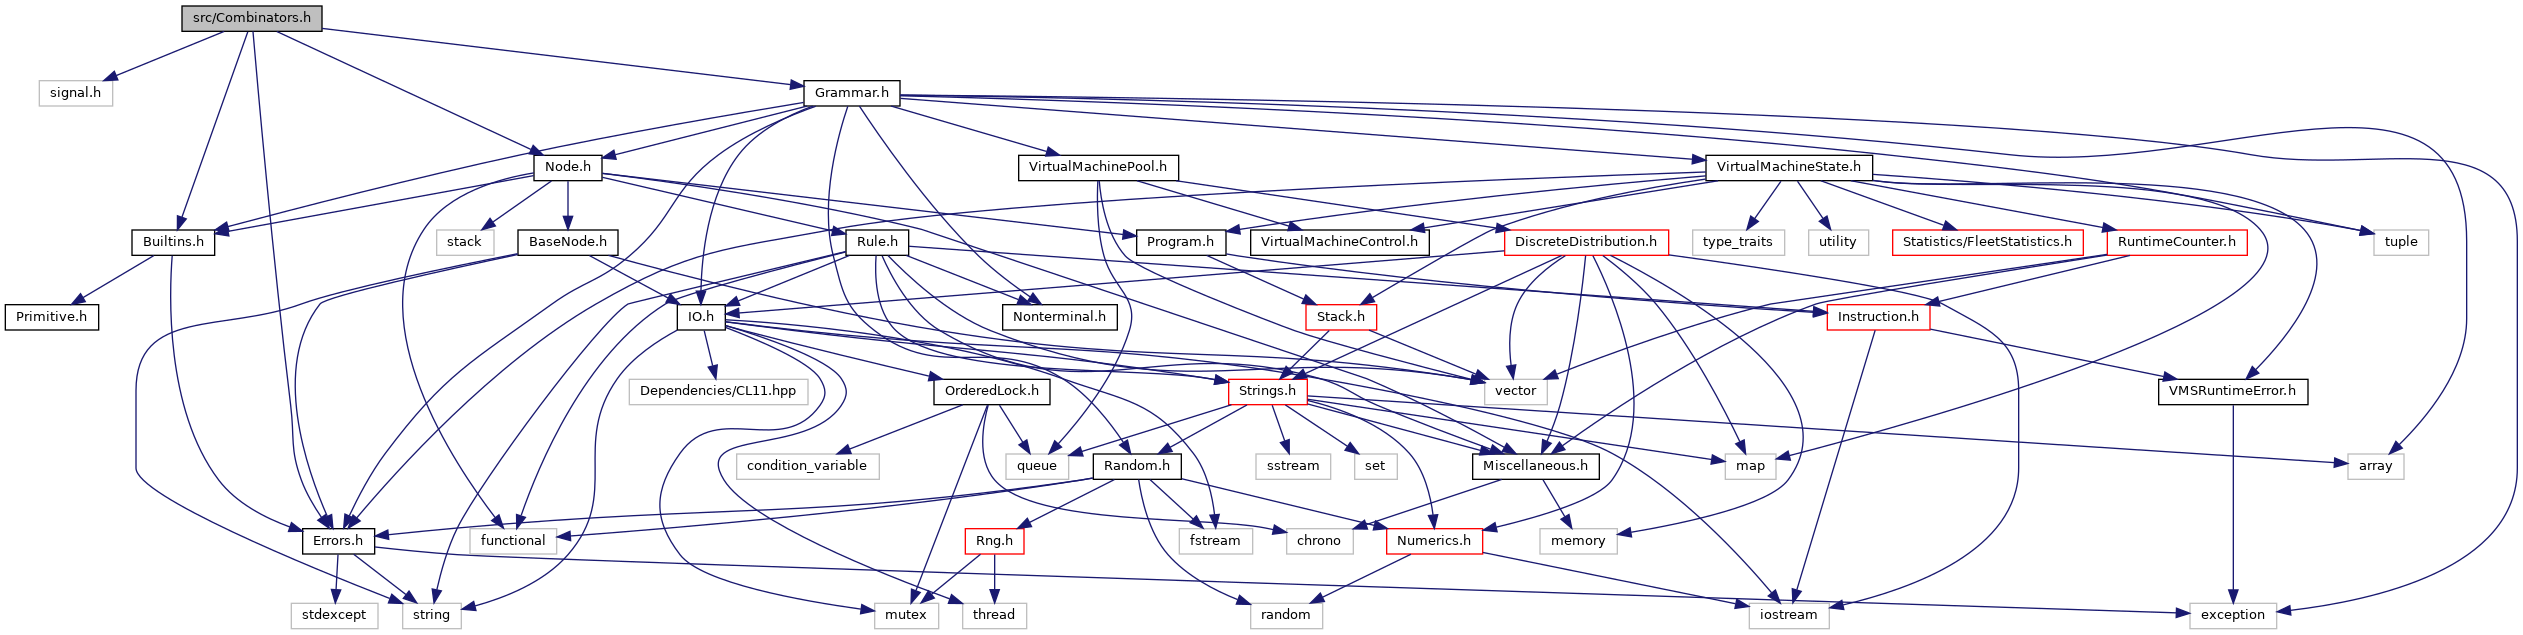 src/Combinators.h
signal.h
Grammar.h
Node.h
VirtualMachinePool.h
VirtualMachineState.h
Builtins.h
stack
BaseNode.h
Rule.h
Program.h
VirtualMachineControl.h
DiscreteDistribution.h
type_traits
utility
Statistics/FleetStatistics.h
RuntimeCounter.h
tuple
Primitive.h
IO.h
Nonterminal.h
Stack.h
Instruction.h
Dependencies/CL11.hpp
OrderedLock.h
Strings.h
vector
VMSRuntimeError.h
condition_variable
queue
Random.h
sstream
set
Miscellaneous.h
map
array
Errors.h
functional
Rng.h
fstream
chrono
Numerics.h
memory
stdexcept
string
mutex
thread
random
iostream
exception